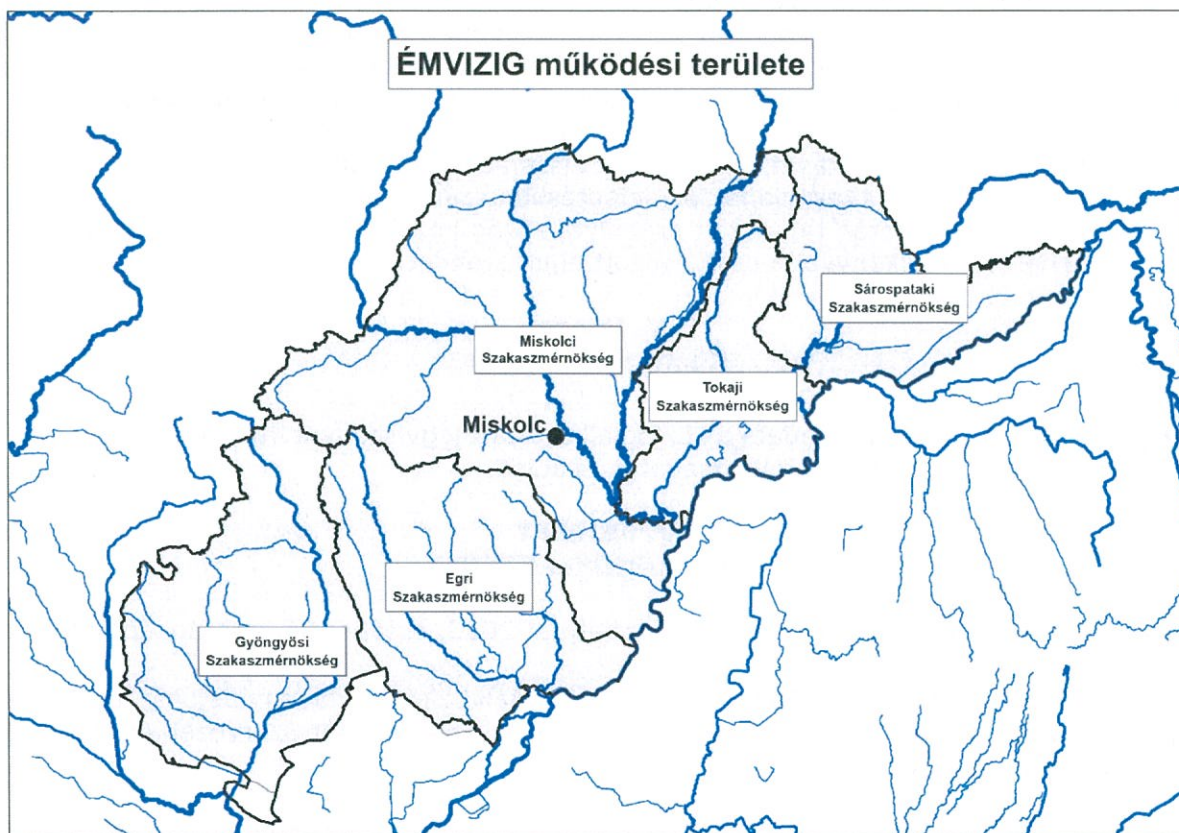 ÉMVIZIG működési területe
Sárospataki
Szakaszmérnökség
Miskolci
Szakaszmérnökség
Tokaji
Szakaszmérnökség
Miskolc
Egri
Szakaszmérnökség
Gyöngyösi
Szakaszmérnökség